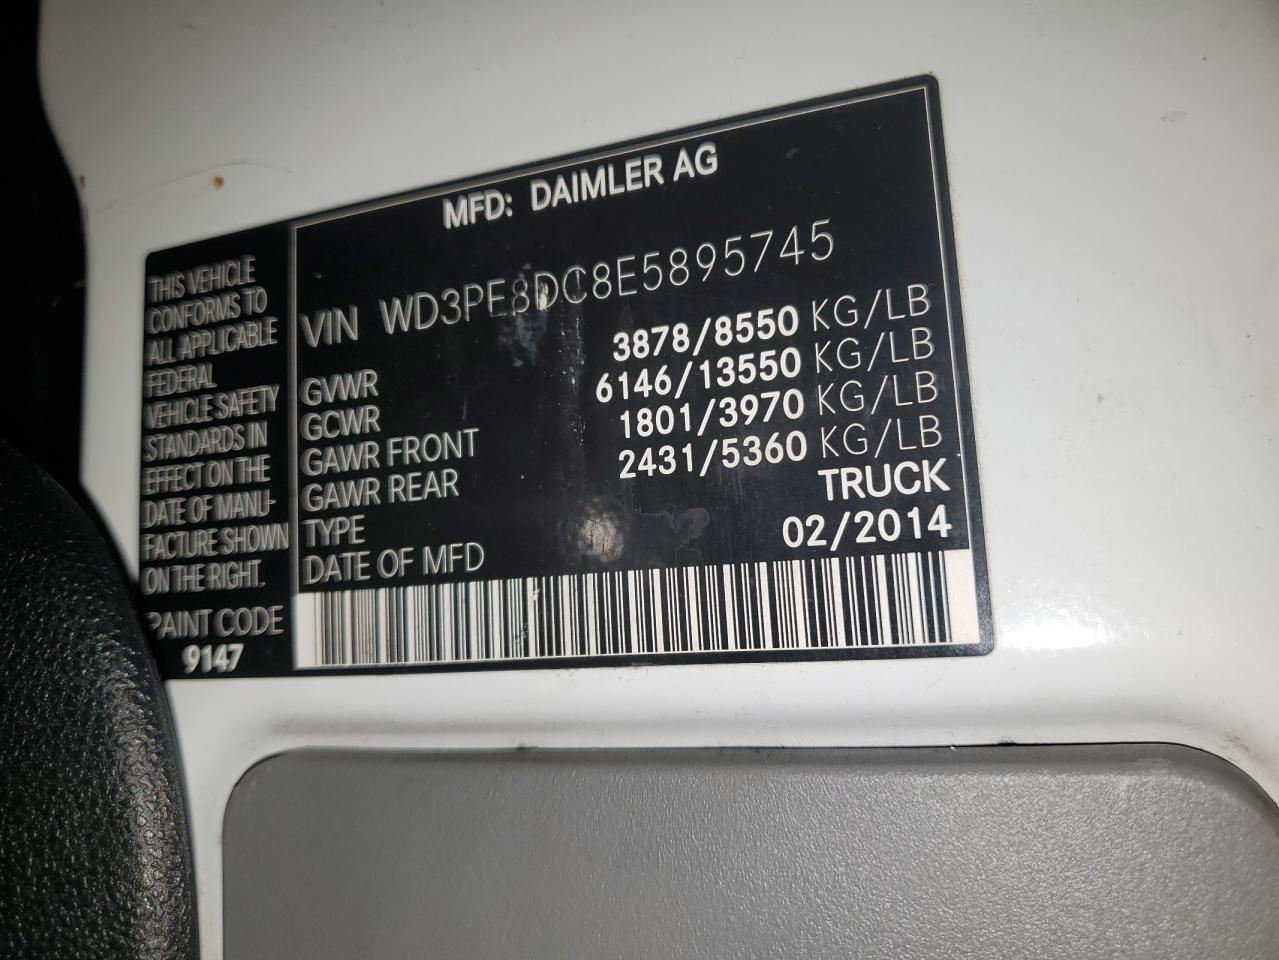 MFD: DAIMLER AG
VIN WD3PE8DC8E5895745
GVWR 3878/8550 KG/LB
GCWR 6146/13550 KG/LB
GAWR FRONT 1801/3970 KG/LB
GAWR REAR 2431/5360 KG/LB
TYPE TRUCK
DATE OF MFD 02/2014
THIS VEHICLE
CONFORMS TO
ALL APPLICABLE
FEDERAL
VEHICLE SAFETY
STANDARDS IN
EFFECT ON THE
DATE OF MANU-
FACTURE SHOWN
ON THE RIGHT.
PAINT CODE
9147